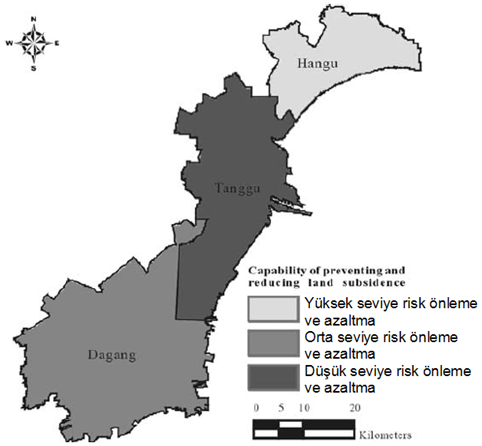 N
W E
S
Hangu
Tanggu
Dagang
Capability of preventing and
reducing land subsidence
Yüksek seviye risk önleme
ve azaltma
Orta seviye risk önleme
ve azaltma
Düşük seviye risk önleme
ve azaltma
0 5 10 20
Kilometers